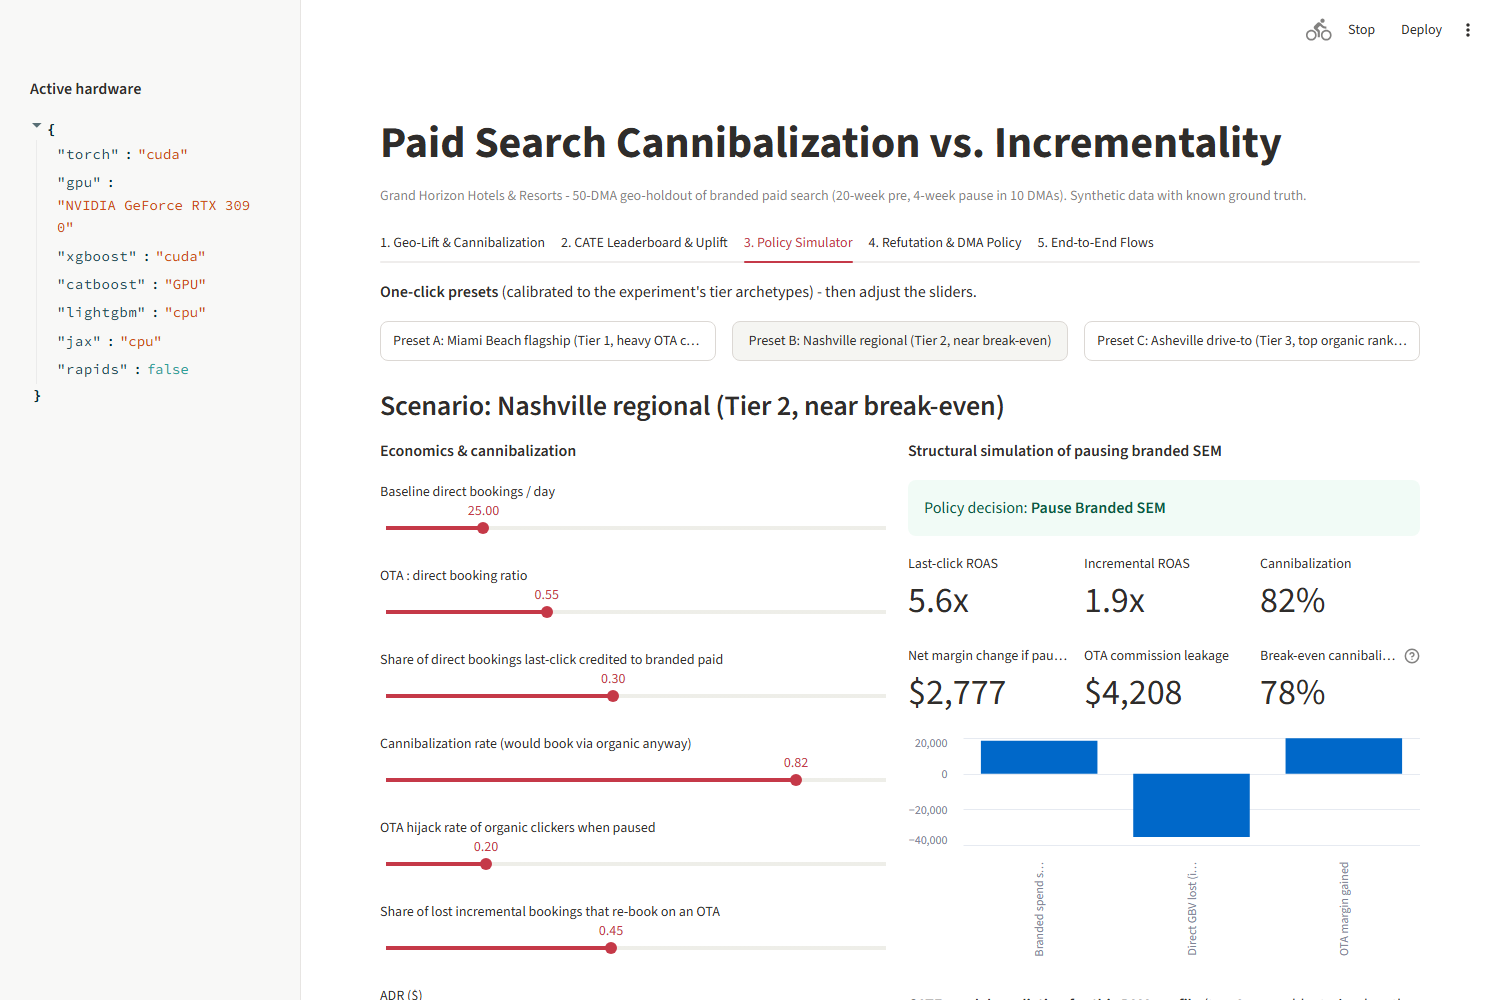 Stop
Deploy
Active hardware
{
"torch" : "cuda"
"gpu" :
"NVIDIA GeForce RTX 309
0"
"xgboost" : "cuda"
"catboost" : "GPU"
"lightgbm" : "cpu"
"jax" : "cpu"
"rapids" : false
}
Paid Search Cannibalization vs. Incrementality
Grand Horizon Hotels & Resorts - 50-DMA geo-holdout of branded paid search (20-week pre, 4-week pause in 10 DMAs). Synthetic data with known ground truth.
1. Geo-Lift & Cannibalization
2. CATE Leaderboard & Uplift
3. Policy Simulator
4. Refutation & DMA Policy
5. End-to-End Flows
One-click presets (calibrated to the experiment's tier archetypes) - then adjust the sliders.
Preset A: Miami Beach flagship (Tier 1, heavy OTA c...
Preset B: Nashville regional (Tier 2, near break-even)
Preset C: Asheville drive-to (Tier 3, top organic rank...
Scenario: Nashville regional (Tier 2, near break-even)
Economics & cannibalization
Baseline direct bookings / day
25.00
OTA : direct booking ratio
0.55
Share of direct bookings last-click credited to branded paid
0.30
Cannibalization rate (would book via organic anyway)
0.82
OTA hijack rate of organic clickers when paused
0.20
Share of lost incremental bookings that re-book on an OTA
0.45
ADR ($)
Structural simulation of pausing branded SEM
Policy decision: Pause Branded SEM
Last-click ROAS
5.6x
Incremental ROAS
1.9x
Cannibalization
82%
Net margin change if pau...
$2,777
OTA commission leakage
$4,208
Break-even cannibali...
78%
20,000
0
−20,000
−40,000
Branded spend s...
Direct GBV lost (i...
OTA margin gained